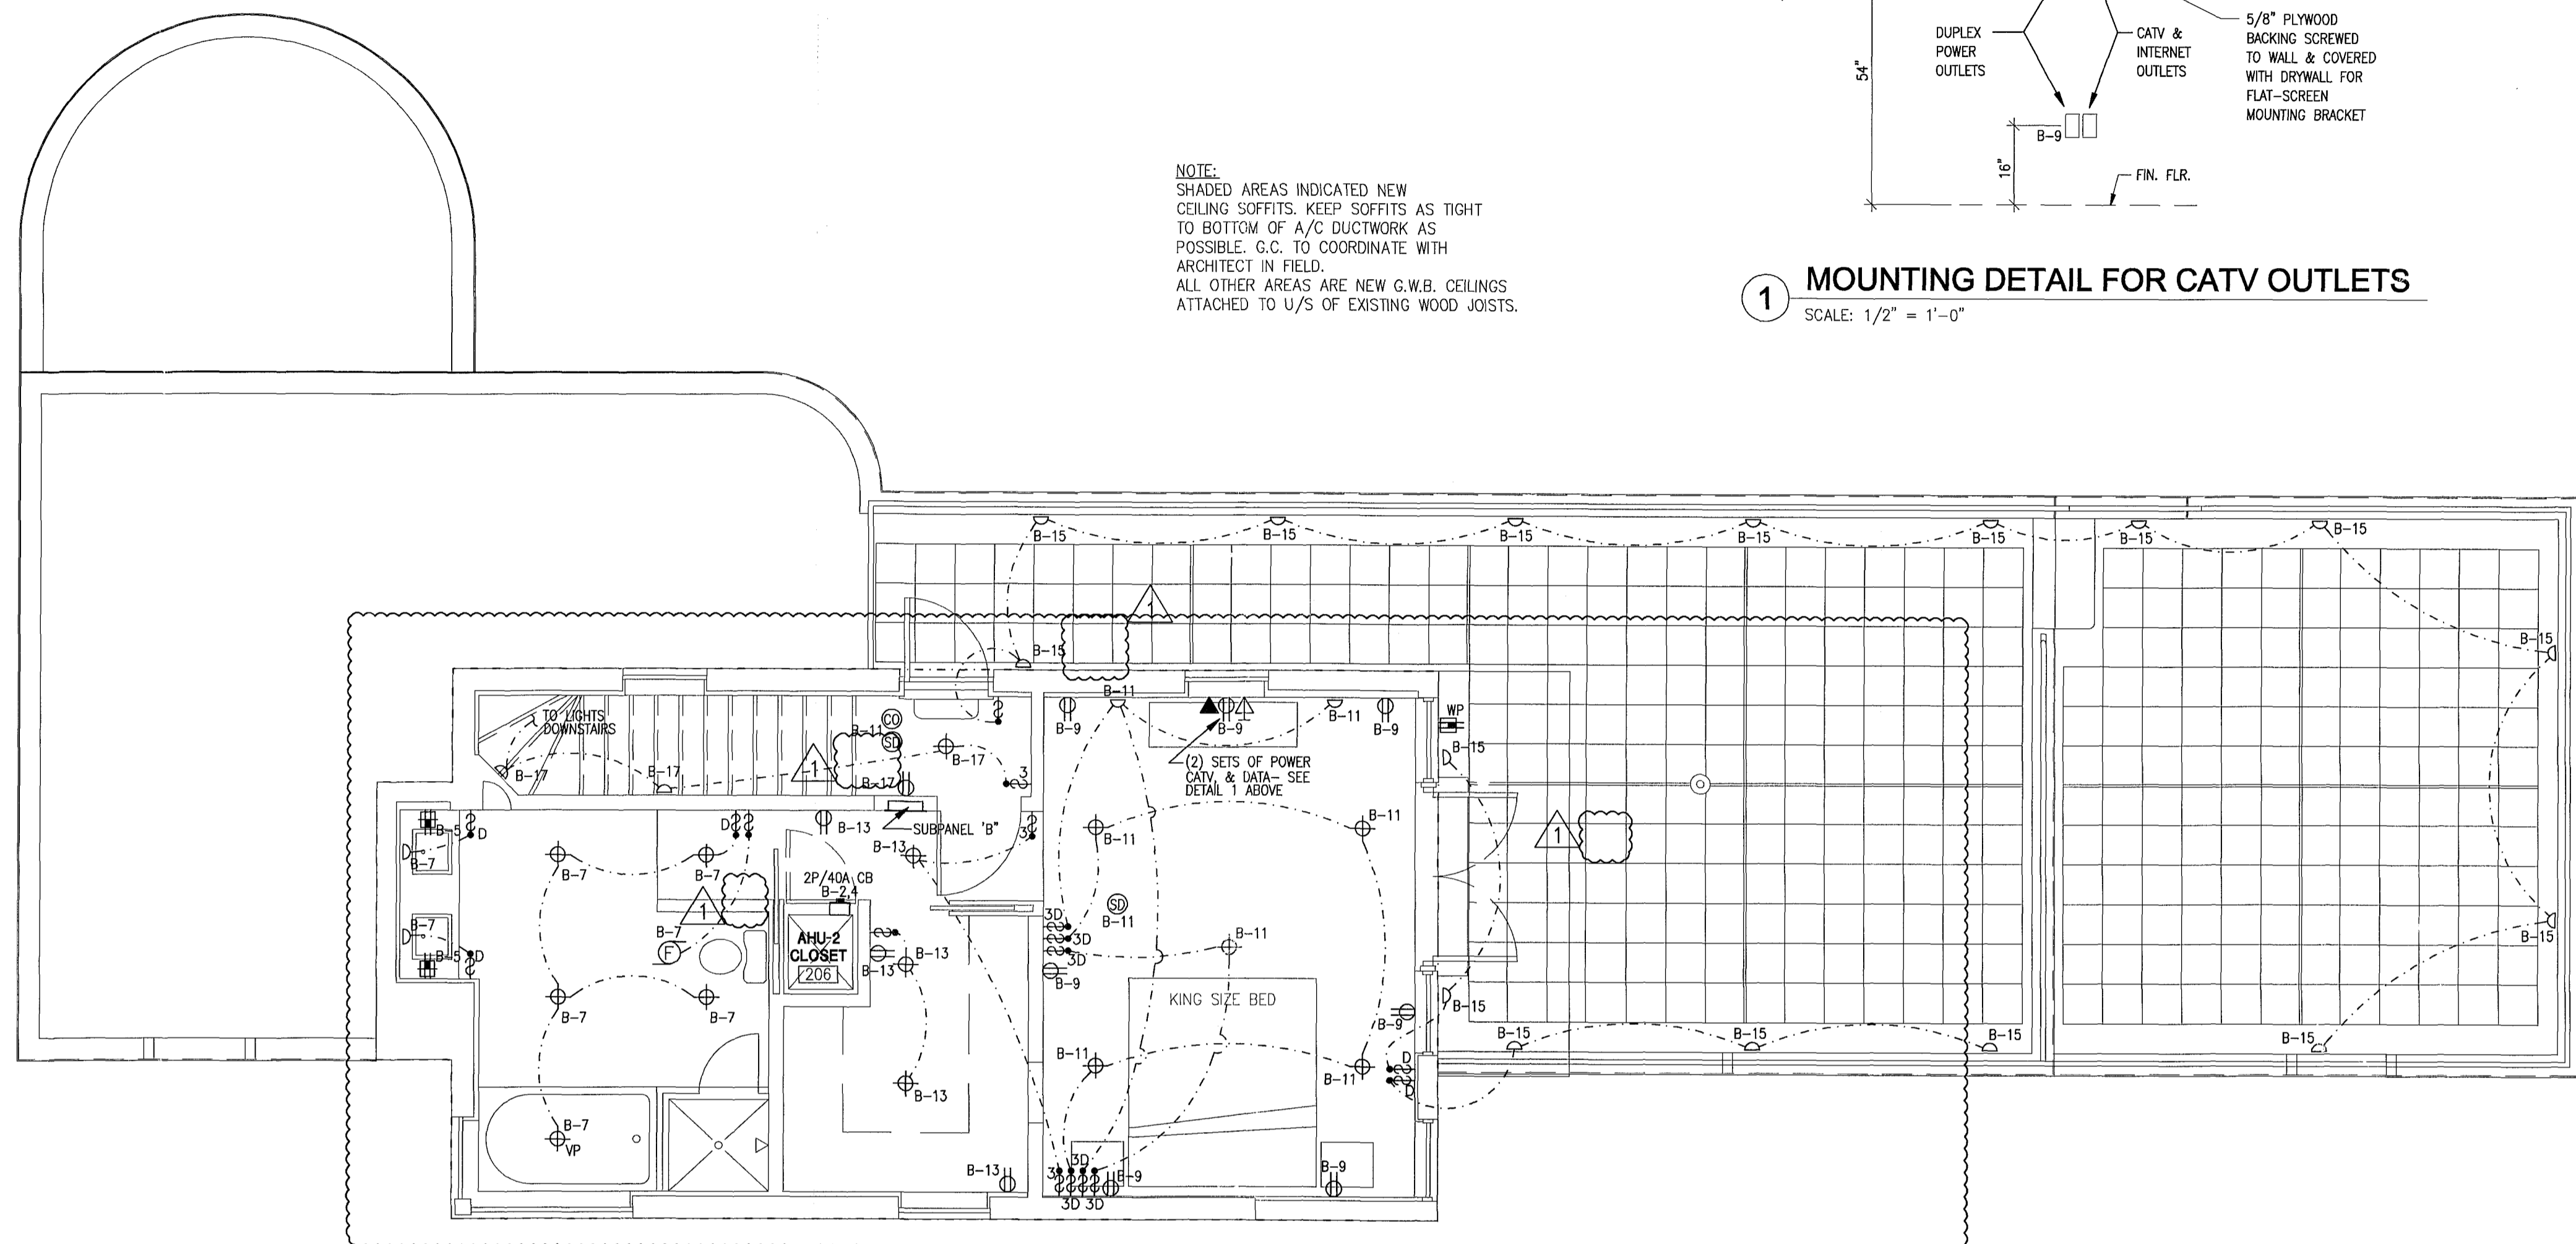 5/8" PLYWOOD
BACKING SCREWED
TO WALL & COVERED
WITH DRYWALL FOR
FLAT-SCREEN
MOUNTING BRACKET
DUPLEX
POWER
OUTLETS
CATV &
INTERNET
OUTLETS
54"
B-9
16"
FIN. FLR.
NOTE:
SHADED AREAS INDICATED NEW
CEILING SOFFITS. KEEP SOFFITS AS TIGHT
TO BOTTOM OF A/C DUCTWORK AS
POSSIBLE. G.C. TO COORDINATE WITH
ARCHITECT IN FIELD.
ALL OTHER AREAS ARE NEW G.W.B. CEILINGS
ATTACHED TO U/S OF EXISTING WOOD JOISTS.
1
MOUNTING DETAIL FOR CATV OUTLETS
SCALE: 1/2" = 1'-0"
B-15
B-15
B-15
B-15
B-15
B-15
B-15
1
B-15
B-15
B-11
TO LIGHTS
DOWNSTAIRS
CO
B-11
SD
B-9
B-9
B-11
B-9
WP
B-15
1
B-17
B-17
B-17
B-17
3
(2) SETS OF POWER
CATV, & DATA- SEE
DETAIL 1 ABOVE
B-5
D
D
B-13
SUBPANEL 'B"
3
B-11
B-11
1
B-7
B-7
B-7
B-13
2P/40A CB
B-2,4
1
SD
B-11
3D
3D
3D
B-7
B-5
D
B-7
F
AHU-2
CLOSET
206
B-13
B-13
B-9
B-11
B-15
KING SIZE BED
B-7
B-7
B-15
B-9
B-15
B-15
B-15
B-15
B-11
B-11
D
D
B-13
B-7
VP
B-13
3D
3
B-9
B-9
3D
3D